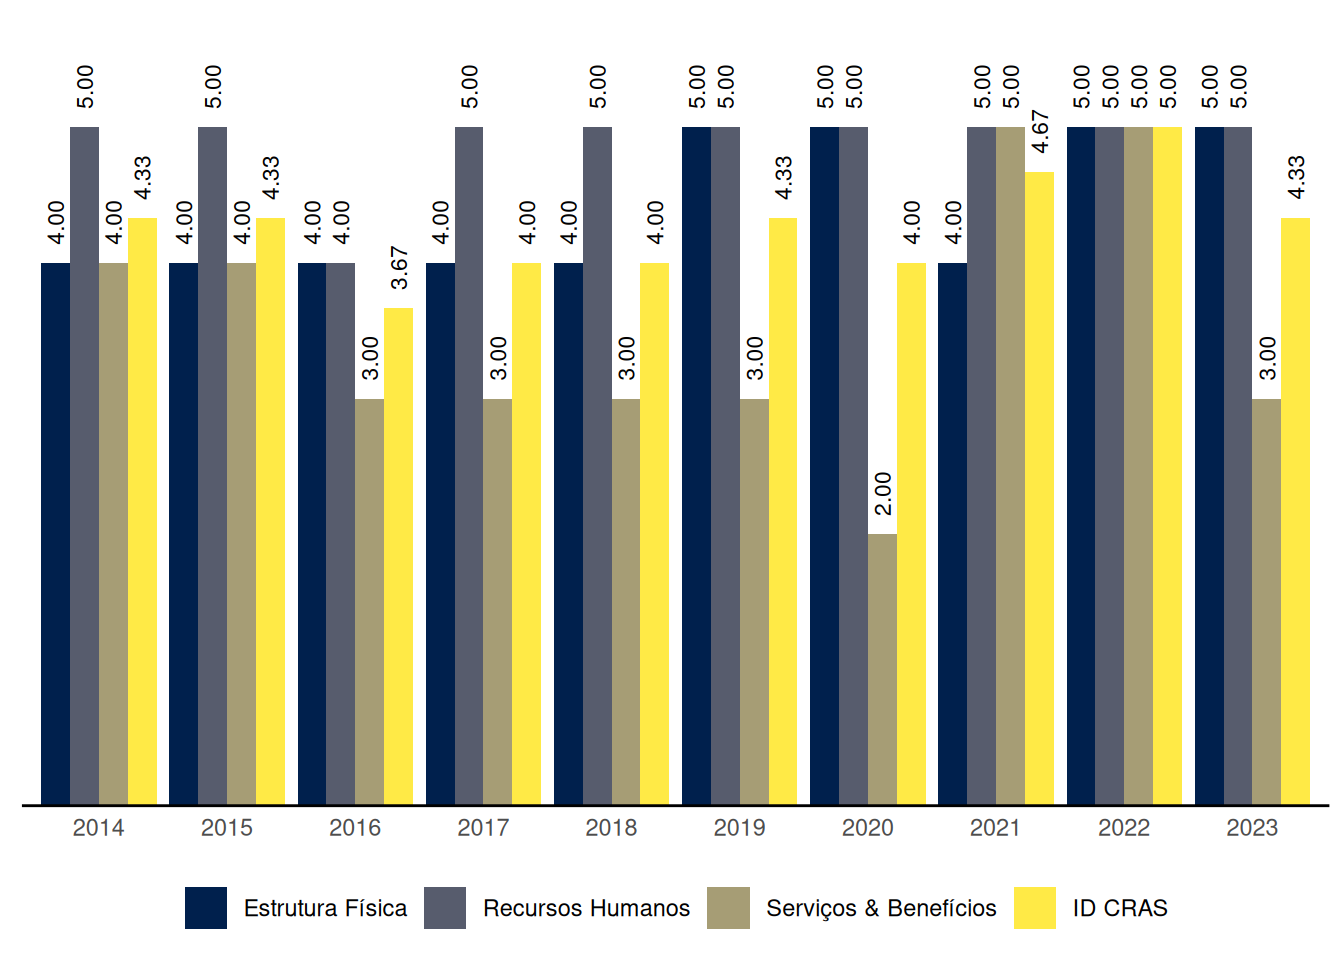 4.00 5.00 4.00 4.33 4.00 5.00 4.00 4.33 4.00 4.00 3.00 3.67 4.00 5.00 3.00 4.00 4.00 5.00 3.00 4.00 5.00 5.00 3.00 4.33 5.00 5.00 2.00 4.00 4.00 5.00 5.00 4.67 5.00 5.00 5.00 5.00 5.00 5.00 3.00 4.33
2014 2015 2016 2017 2018 2019 2020 2021 2022 2023
Estrutura Física Recursos Humanos Serviços & Benefícios ID CRAS